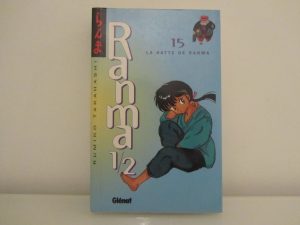 らんま
RUMIKO TAKAHASHI
Ranma
1/2
15
LA NATTE DE RANMA
Glénat